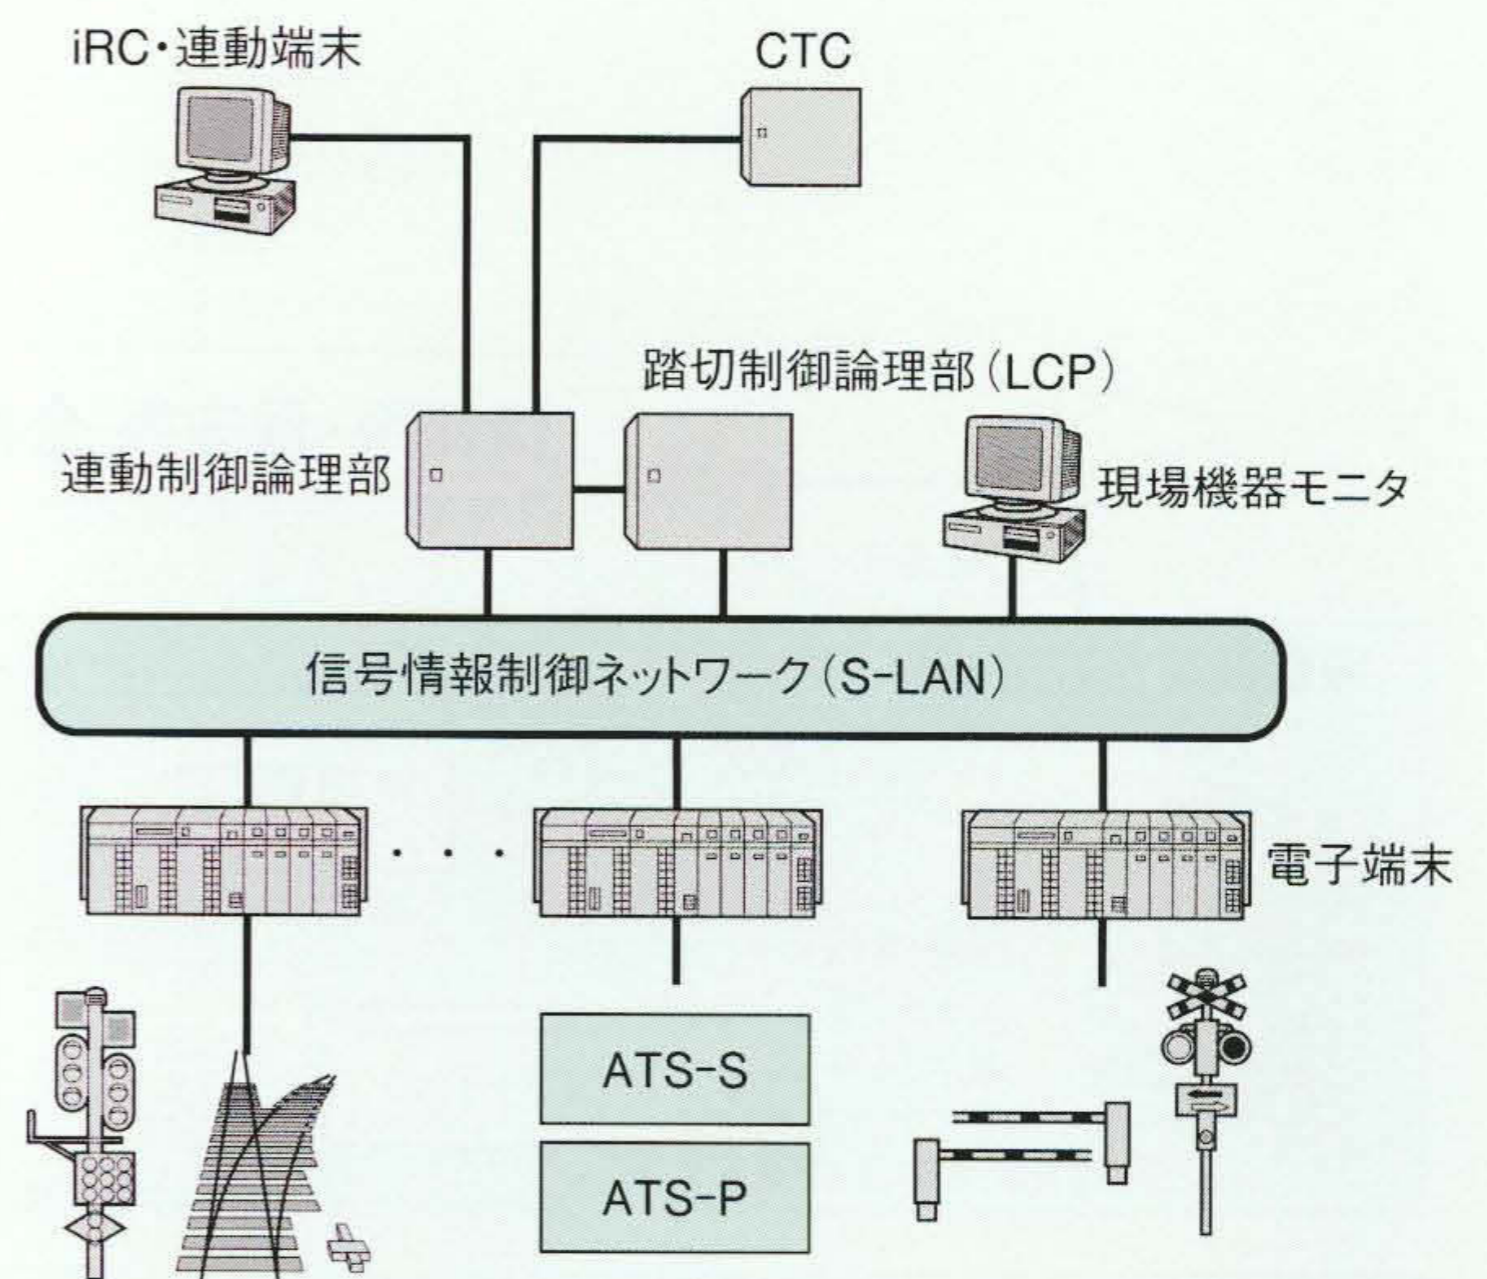 iRC・連動端末
CTC
踏切制御論理部(LCP)
連動制御論理部
現場機器モニタ
信号情報制御ネットワーク(S-LAN)
・・・
電子端末
ATS-S
ATS-P